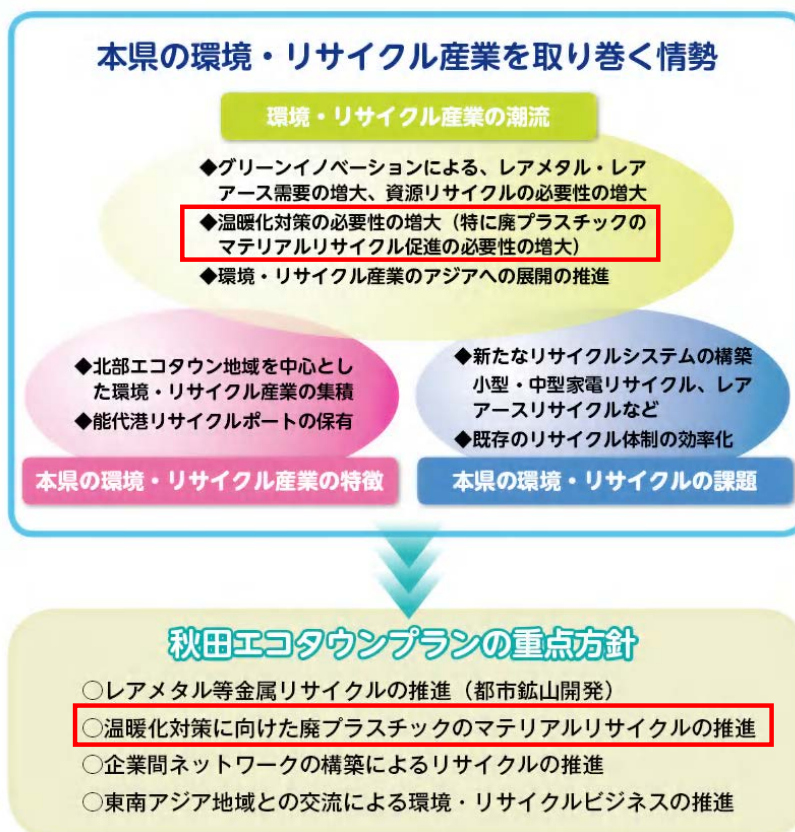 本県の環境・リサイクル産業を取り巻く情勢
環境・リサイクル産業の潮流
◆グリーンイノベーションによる、レアメタル・レア
アース需要の増大、資源リサイクルの必要性の増大
◆温暖化対策の必要性の増大（特に廃プラスチックの
マテリアルリサイクル促進の必要性の増大）
◆環境・リサイクル産業のアジアへの展開の推進
◆北部エコタウン地域を中心とし
た環境・リサイクル産業の集積
◆能代港リサイクルポートの保有
本県の環境・リサイクル産業の特徴
◆新たなリサイクルシステムの構築
小型・中型家電リサイクル、レア
アースリサイクルなど
◆既存のリサイクル体制の効率化
本県の環境・リサイクルの課題
秋田エコタウンプランの重点方針
○レアメタル等金属リサイクルの推進（都市鉱山開発）
○温暖化対策に向けた廃プラスチックのマテリアルリサイクルの推進
○企業間ネットワークの構築によるリサイクルの推進
○東南アジア地域との交流による環境・リサイクルビジネスの推進